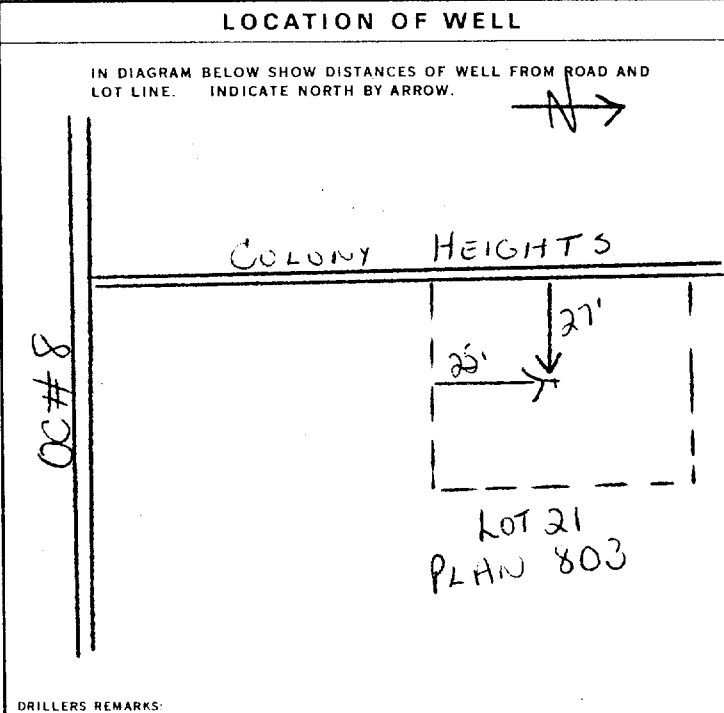 LOCATION OF WELL
IN DIAGRAM BELOW SHOW DISTANCES OF WELL FROM ROAD AND
LOT LINE. INDICATE NORTH BY ARROW.
N
COLONY HEIGHTS
27'
OC#8
LOT 21
PLAN 803
DRILLERS REMARKS: